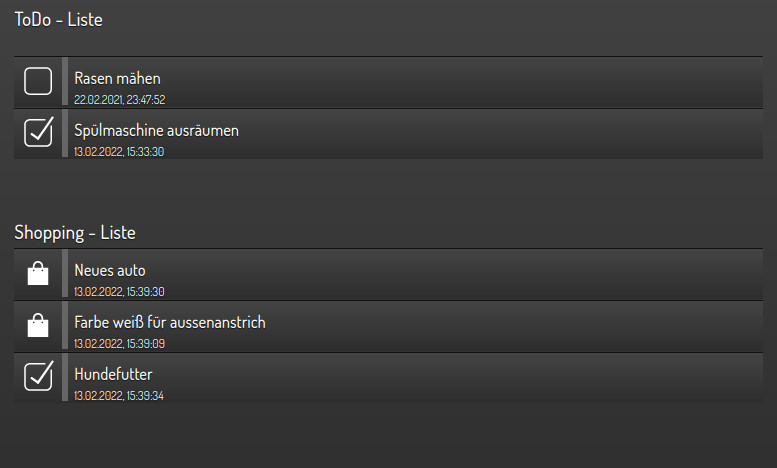 ToDo - Liste
Rasen mähen
22.02.2021, 23:47:52
Spülmaschine ausräumen
13.02.2022, 15:33:30
Shopping - Liste
Neues auto
13.02.2022, 15:39:30
Farbe weiß für aussenanstrich
13.02.2022, 15:39:09
Hundefutter
13.02.2022, 15:39:34